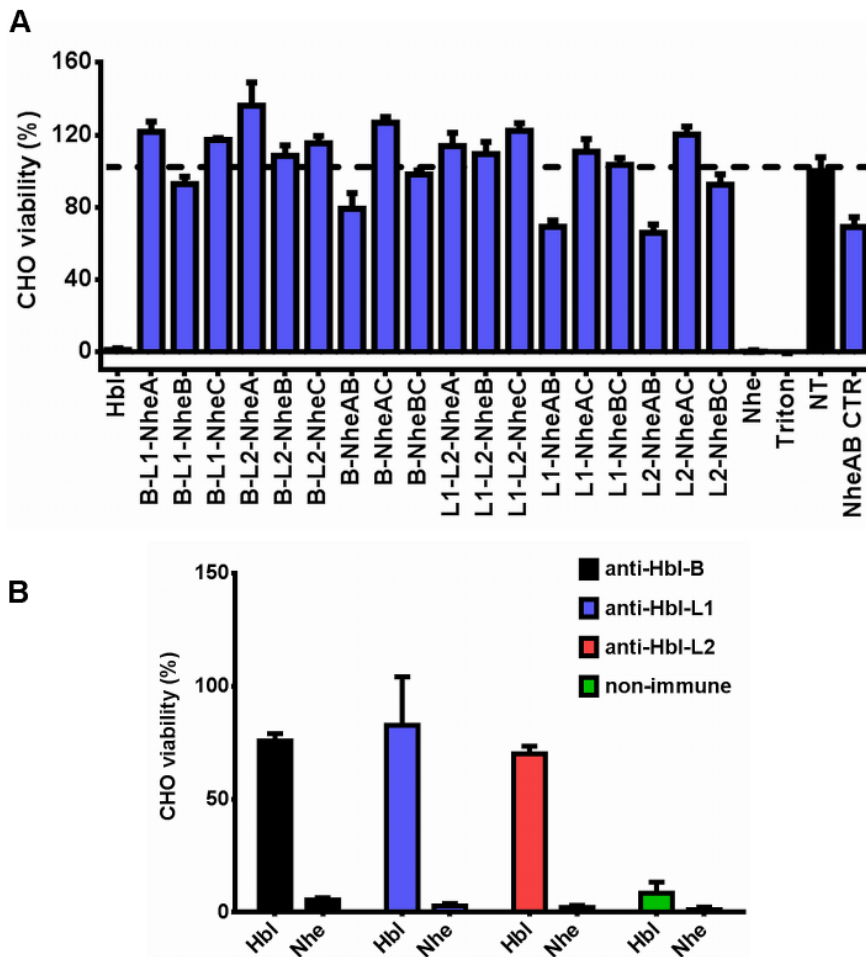 A
CHO viability (%)
160
120
80
40
0
Hbl
B-L1-NheA
B-L1-NheB
B-L1-NheC
B-L2-NheA
B-L2-NheB
B-L2-NheC
B-NheAB
B-NheAC
B-NheBC
L1-L2-NheA
L1-L2-NheB
L1-L2-NheC
L1-NheAB
L1-NheAC
L1-NheBC
L2-NheAB
L2-NheAC
L2-NheBC
Nhe
Triton
NT
NheAB CTR
B
CHO viability (%)
150
100
50
0
anti-Hbl-B
anti-Hbl-L1
anti-Hbl-L2
non-immune
Hbl Nhe Hbl Nhe Hbl Nhe Hbl Nhe